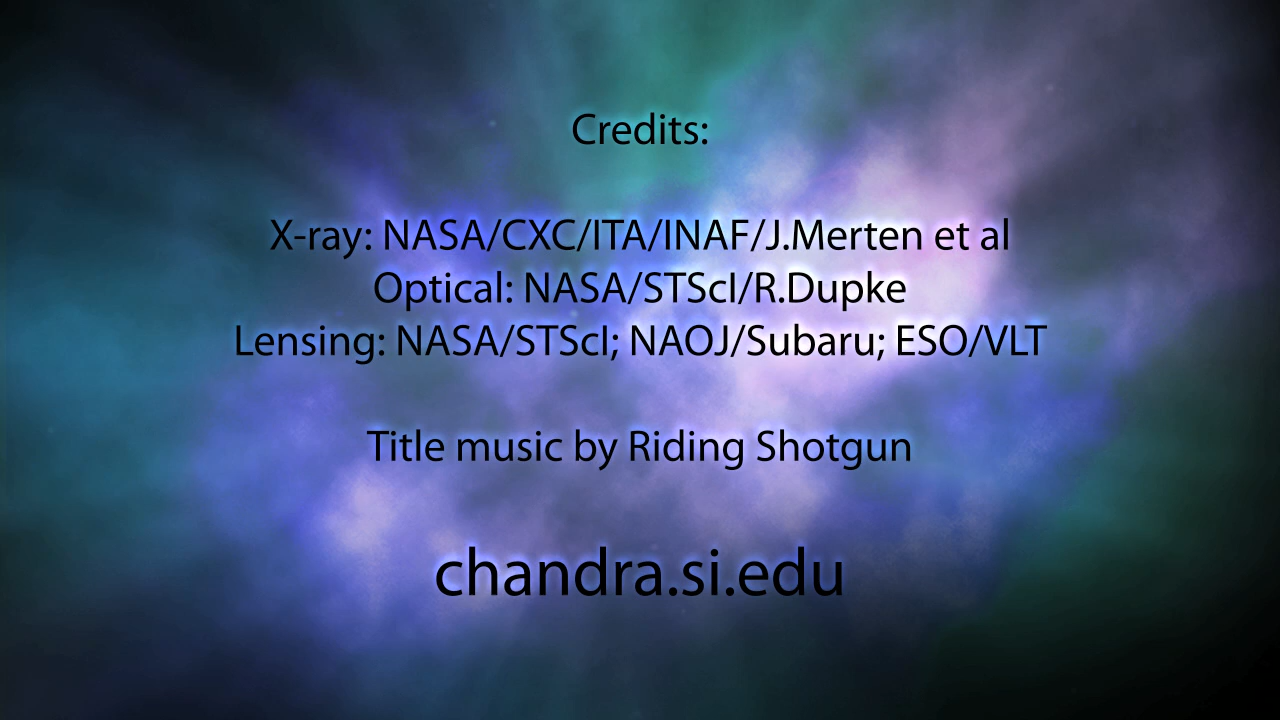 Credits:
X-ray: NASA/CXC/ITA/INAF/J.Merten et al
Optical: NASA/STScI/R.Dupke
Lensing: NASA/STScI; NAOJ/Subaru; ESO/VLT
Title music by Riding Shotgun
chandra.si.edu